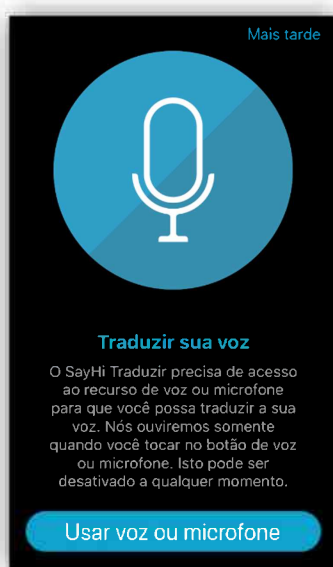 Mais tarde
Traduzir sua voz
O SayHi Traduzir precisa de acesso
ao recurso de voz ou microfone
para que você possa traduzir a sua
voz. Nós ouviremos somente
quando você tocar no botão de voz
ou microfone. Isto pode ser
desativado a qualquer momento.
Usar voz ou microfone